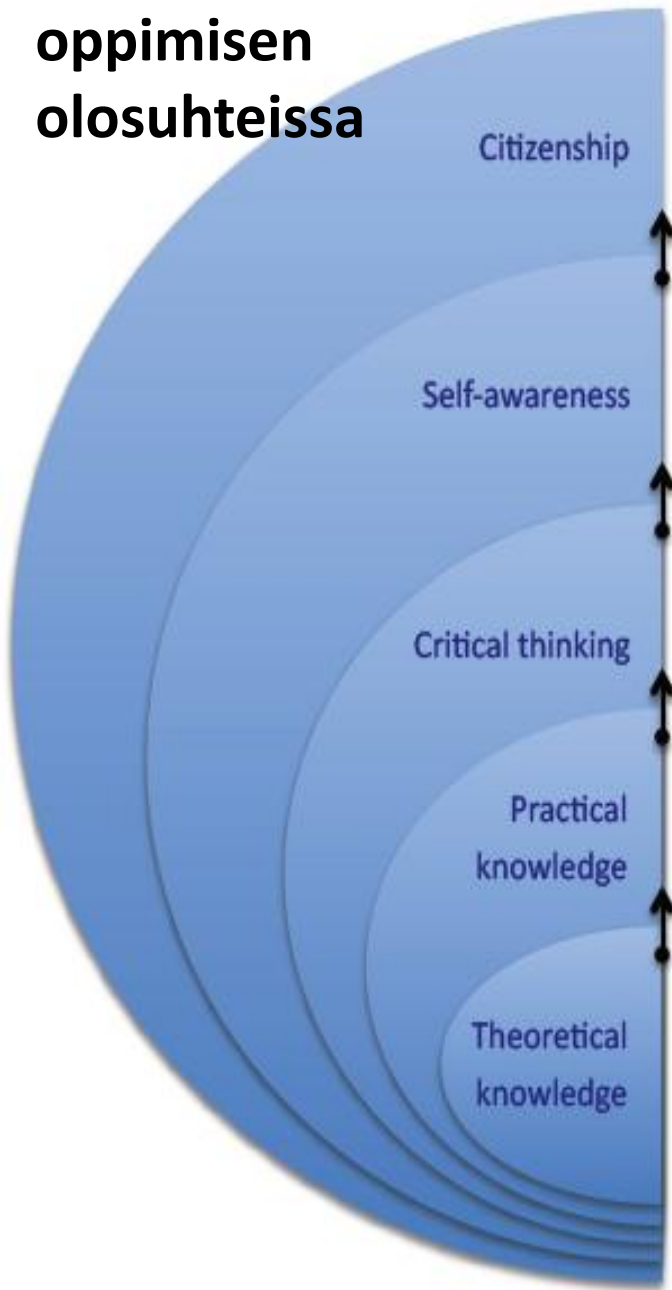 oppimisen
olosuhteissa
Citizenship
Self-awareness
Critical thinking
Practical
knowledge
Theoretical
knowledge